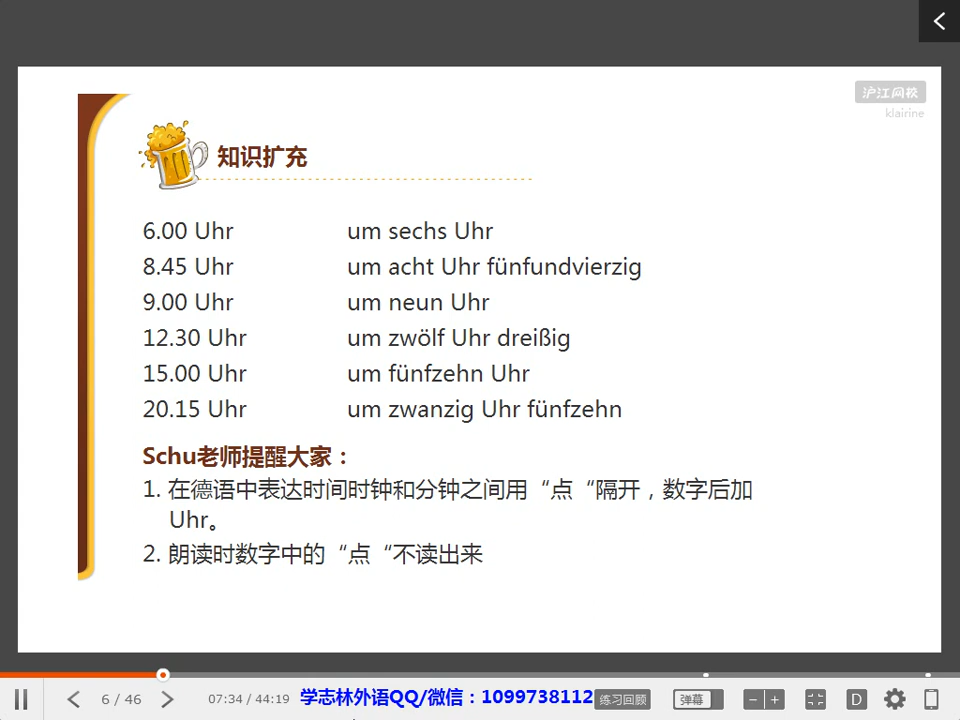 沪江网校
klairine
知识扩充
6.00 Uhr um sechs Uhr
8.45 Uhr um acht Uhr fünfundvierzig
9.00 Uhr um neun Uhr
12.30 Uhr um zwölf Uhr dreißig
15.00 Uhr um fünfzehn Uhr
20.15 Uhr um zwanzig Uhr fünfzehn
Schu老师提醒大家：
1. 在德语中表达时间时钟和分钟之间用“点“隔开，数字后加
Uhr。
2. 朗读时数字中的“点“不读出来
6 / 46 07:34 / 44:19 学志林外语QQ/微信：1099738112 练习回顾 弹幕 D